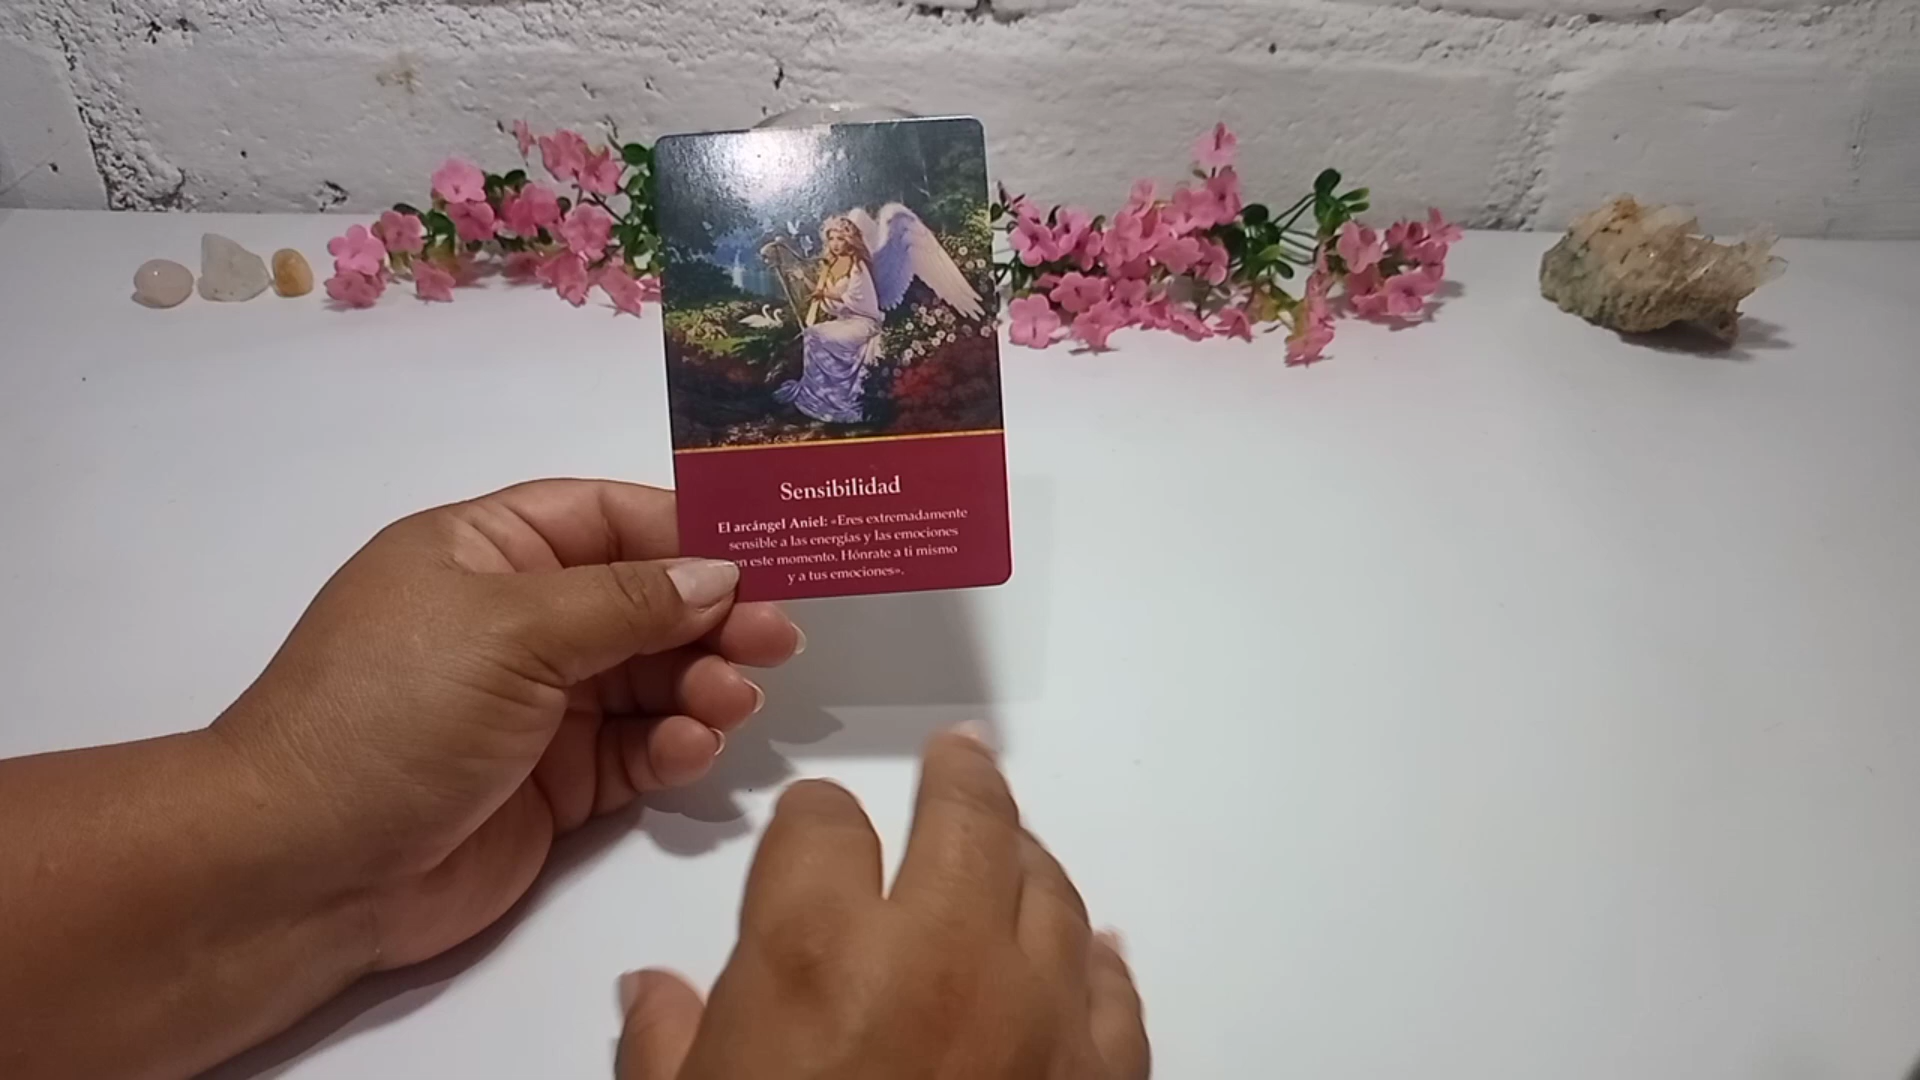 Sensibilidad
El arcángel Aniel: «Eres extremadamente
sensible a las energías y las emociones
en este momento. Hónrate a ti mismo
y a tus emociones».